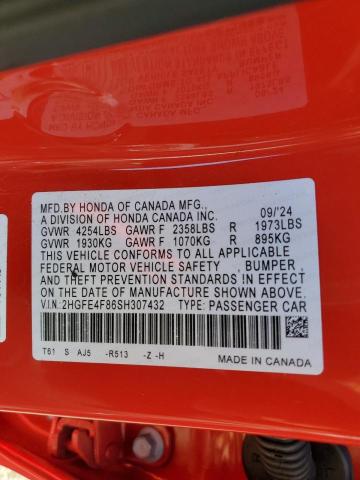 MFD.BY HONDA OF CANADA MFG.,
A DIVISION OF HONDA CANADA INC. 09/'24
GVWR 4254LBS GAWR F 2358LBS R 1973LBS
GVWR 1930KG GAWR F 1070KG R 895KG
THIS VEHICLE CONFORMS TO ALL APPLICABLE
FEDERAL MOTOR VEHICLE SAFETY , BUMPER ,
AND THEFT PREVENTION STANDARDS IN EFFECT
ON THE DATE OF MANUFACTURE SHOWN ABOVE.
V.I.N: 2HGFE4F86SH307432 TYPE: PASSENGER CAR
T61 S AJ5 -R513 -Z -H
MADE IN CANADA